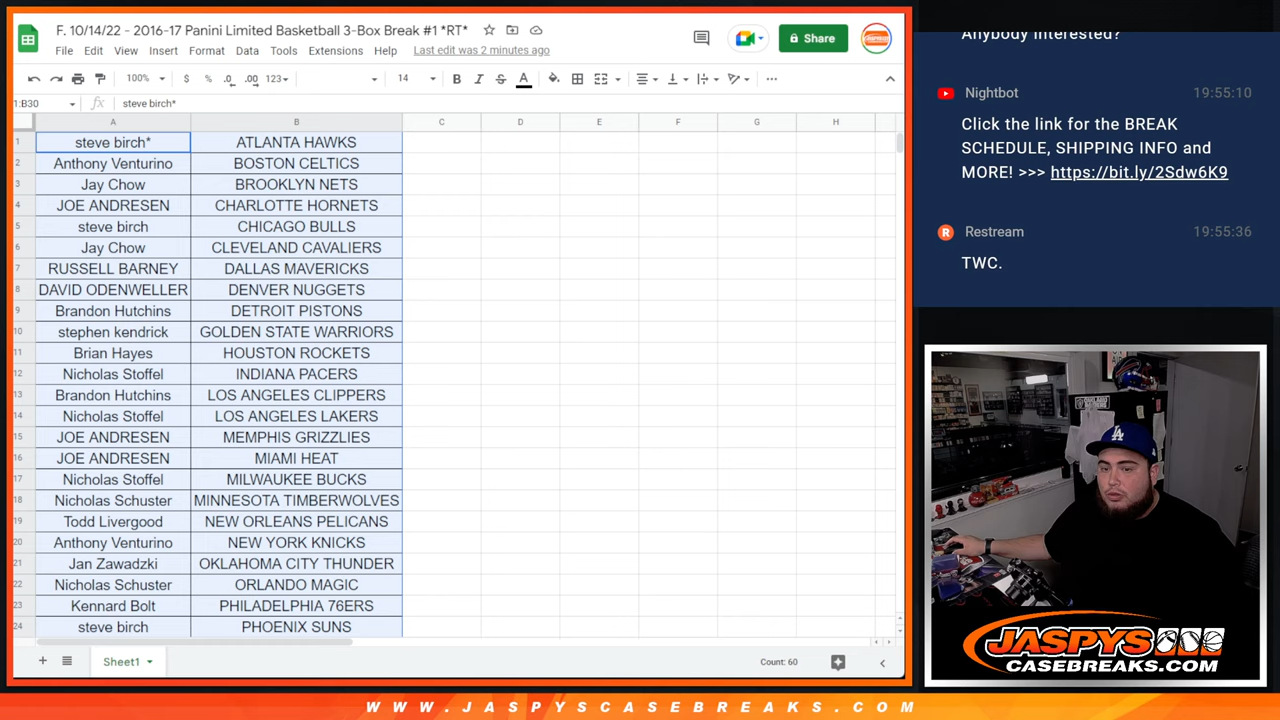 F. 10/14/22 - 2016-17 Panini Limited Basketball 3-Box Break #1 *RT*
File Edit View Insert Format Data Tools Extensions Help Last edit was 2 minutes ago
Share
100% $ % .0 .00 123 14 B I S A
1:B30 fx steve birch*
A B C D E F G H
1 steve birch* ATLANTA HAWKS
2 Anthony Venturino BOSTON CELTICS
3 Jay Chow BROOKLYN NETS
4 JOE ANDRESEN CHARLOTTE HORNETS
5 steve birch CHICAGO BULLS
6 Jay Chow CLEVELAND CAVALIERS
7 RUSSELL BARNEY DALLAS MAVERICKS
8 DAVID ODENWELLER DENVER NUGGETS
9 Brandon Hutchins DETROIT PISTONS
10 stephen kendrick GOLDEN STATE WARRIORS
11 Brian Hayes HOUSTON ROCKETS
12 Nicholas Stoffel INDIANA PACERS
13 Brandon Hutchins LOS ANGELES CLIPPERS
14 Nicholas Stoffel LOS ANGELES LAKERS
15 JOE ANDRESEN MEMPHIS GRIZZLIES
16 JOE ANDRESEN MIAMI HEAT
17 Nicholas Stoffel MILWAUKEE BUCKS
18 Nicholas Schuster MINNESOTA TIMBERWOLVES
19 Todd Livergood NEW ORLEANS PELICANS
20 Anthony Venturino NEW YORK KNICKS
21 Jan Zawadzki OKLAHOMA CITY THUNDER
22 Nicholas Schuster ORLANDO MAGIC
23 Kennard Bolt PHILADELPHIA 76ERS
24 steve birch PHOENIX SUNS
Sheet1
Count: 60
Anybody interested?
Nightbot 19:55:10
Click the link for the BREAK
SCHEDULE, SHIPPING INFO and
MORE! >>> https://bit.ly/2Sdw6K9
Restream 19:55:36
TWC.
LA
JASPYS
CASEBREAKS.COM
WWW.JASPYSCASEBREAKS.COM